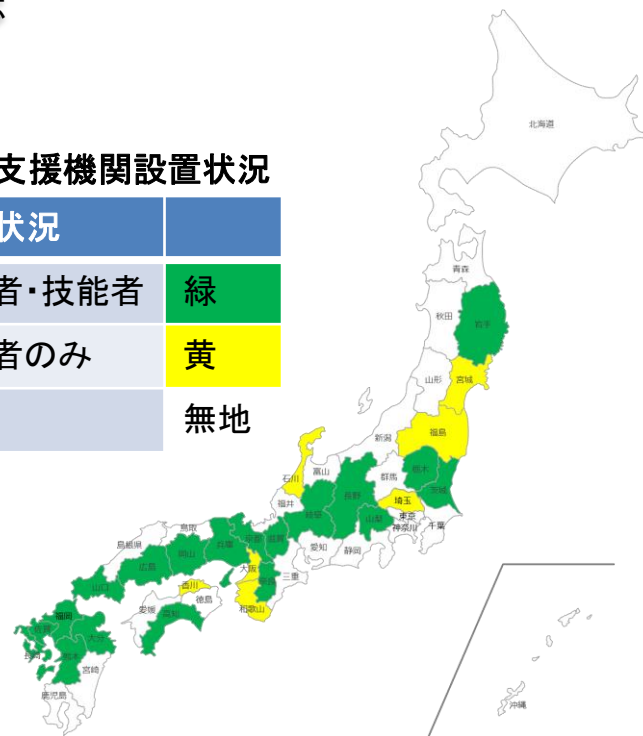 支援機関設置状況
状況
者・技能者 緑
者のみ 黄
無地
北海道
青森
秋田
岩手
山形
宮城
新潟
福島
石川
富山
群馬
栃木
茨城
福井
長野
埼玉
岐阜
山梨
東京
千葉
神奈川
鳥取
兵庫
京都
滋賀
愛知
静岡
島根県
岡山
広島
大阪
奈良
三重
山口
香川
徳島
和歌山
愛媛
高知
福岡
佐賀
大分
長崎
熊本
宮崎
鹿児島
沖縄